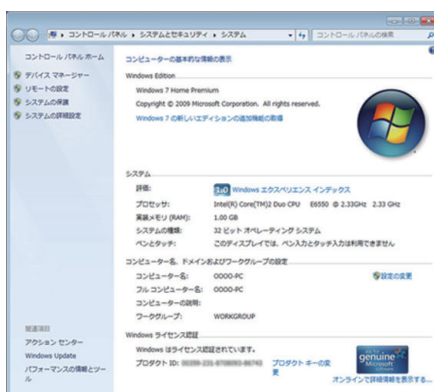 コントロール パネル ▸ システムとセキュリティ ▸ システム
コントロール パネルの検索
コントロール パネル ホーム
デバイス マネージャー
リモートの設定
システムの保護
システムの詳細設定
コンピューターの基本的な情報の表示
Windows Edition
Windows 7 Home Premium
Copyright © 2009 Microsoft Corporation. All rights reserved.
Windows 7 の新しいエディションの追加機能の取得
システム
評価: Windows エクスペリエンス インデックス
プロセッサ: Intel(R) Core(TM)2 Duo CPU E6550 @ 2.33GHz 2.33 GHz
実装メモリ (RAM): 1.00 GB
システムの種類: 32 ビット オペレーティング システム
ペンとタッチ: このディスプレイでは、ペン入力とタッチ入力は利用できません
コンピューター名、ドメインおよびワークグループの設定
コンピューター名: OOOO-PC
設定の変更
フル コンピューター名: OOOO-PC
コンピューターの説明:
ワークグループ: WORKGROUP
Windows ライセンス認証
Windows はライセンス認証されています。
プロダクト ID:
プロダクト キーの変更
genuine
Microsoft
オンラインで詳細情報を表示する...
関連項目
アクション センター
Windows Update
パフォーマンスの情報とツール